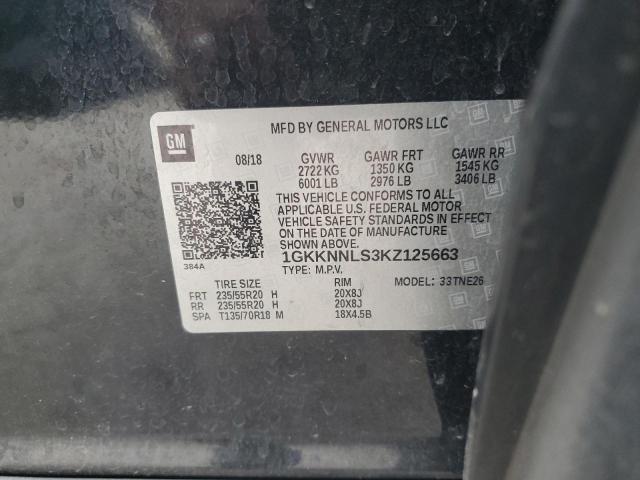 GM
MFD BY GENERAL MOTORS LLC
08/18 GVWR GAWR FRT GAWR RR
2722 KG 1350 KG 1545 KG
6001 LB 2976 LB 3406 LB
THIS VEHICLE CONFORMS TO ALL
APPLICABLE U.S. FEDERAL MOTOR
VEHICLE SAFETY STANDARDS IN EFFECT
ON THE DATE OF MANUFACTURE
SHOWN ABOVE.
384A
1GKKNNLS3KZ125663
TYPE: M.P.V. MODEL: 33TNE26
TIRE SIZE RIM
FRT 235/55R20 H 20X8J
RR 235/55R20 H 20X8J
SPA T135/70R18 M 18X4.5B